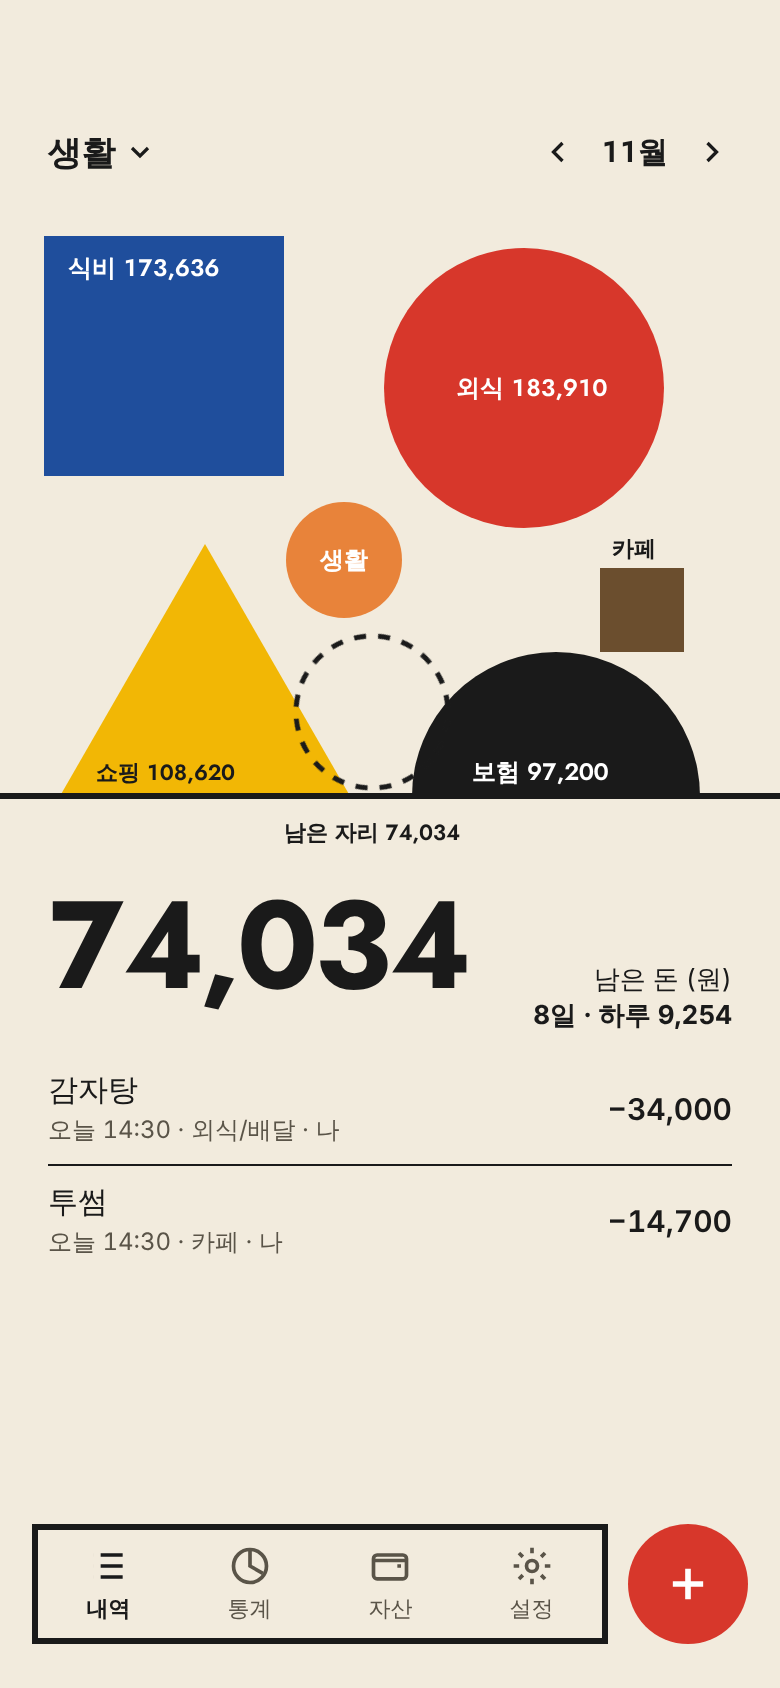 생활
11월
식비 173,636
외식 183,910
카페
생활
쇼핑 108,620
보험 97,200
남은 자리 74,034
74,034
남은 돈 (원)
8일 · 하루 9,254
감자탕
−34,000
오늘 14:30 · 외식/배달 · 나
투썸
−14,700
오늘 14:30 · 카페 · 나
내역
통계
자산
설정